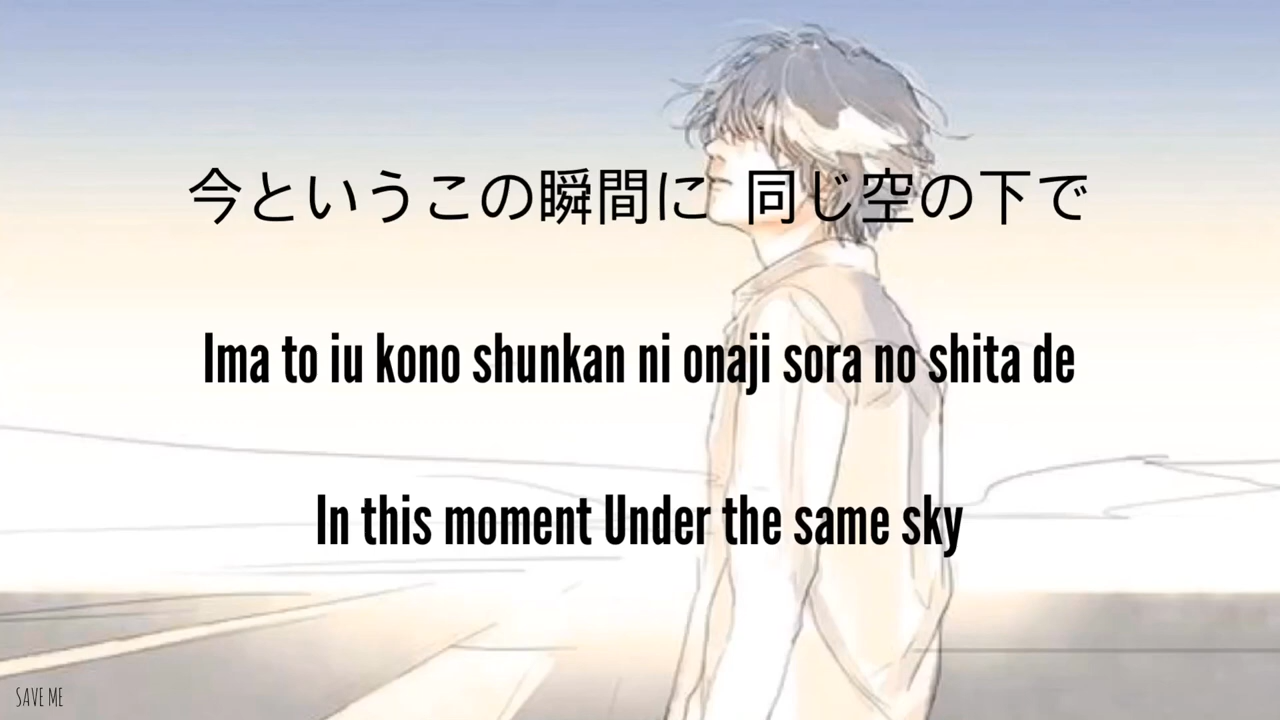 今というこの瞬間に 同じ空の下で
Ima to iu kono shunkan ni onaji sora no shita de
In this moment Under the same sky
SAVE ME